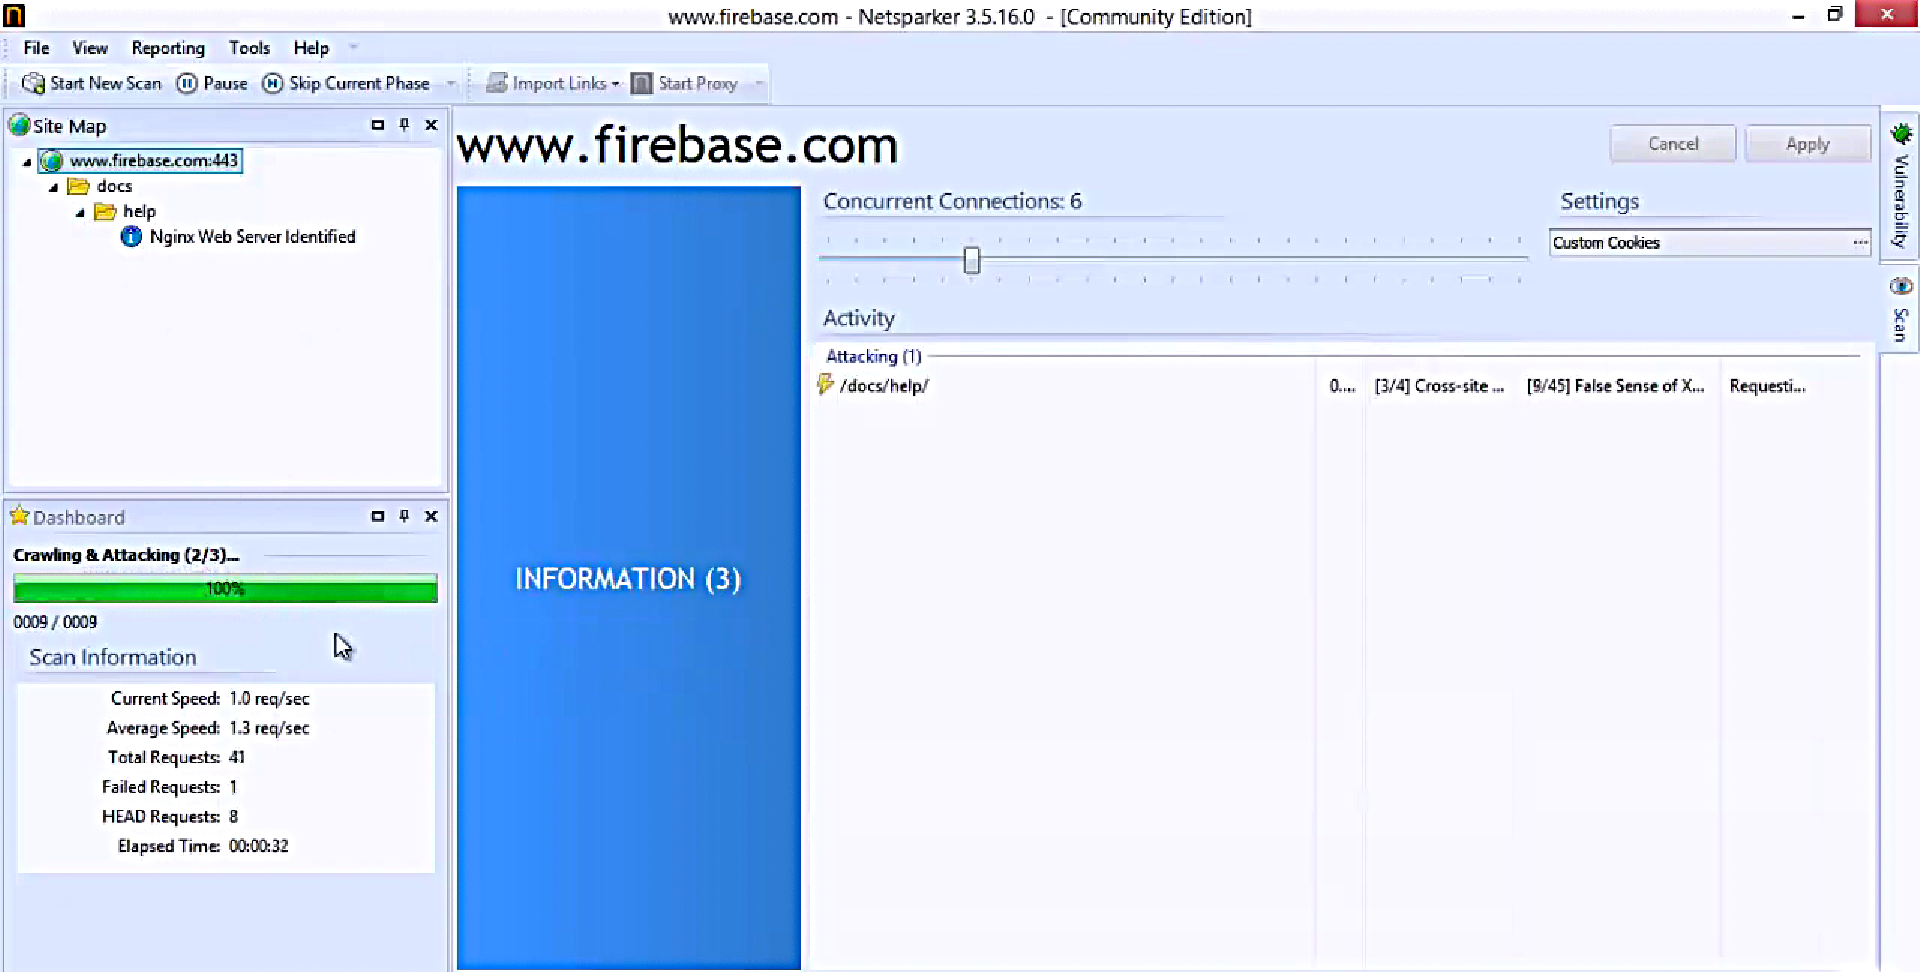 www.firebase.com - Netsparker 3.5.16.0 - [Community Edition]
File View Reporting Tools Help
Start New Scan Pause Skip Current Phase Import Links Start Proxy
Site Map
www.firebase.com:443
docs
help
Nginx Web Server Identified
www.firebase.com
Cancel Apply
Concurrent Connections: 6
Settings
Custom Cookies ...
Activity
Attacking (1)
/docs/help/ 0.... [3/4] Cross-site ... [9/45] False Sense of X... Requesti...
INFORMATION (3)
Vulnerability
Scan
Dashboard
Crawling & Attacking (2/3)...
100%
0009 / 0009
Scan Information
Current Speed: 1.0 req/sec
Average Speed: 1.3 req/sec
Total Requests: 41
Failed Requests: 1
HEAD Requests: 8
Elapsed Time: 00:00:32